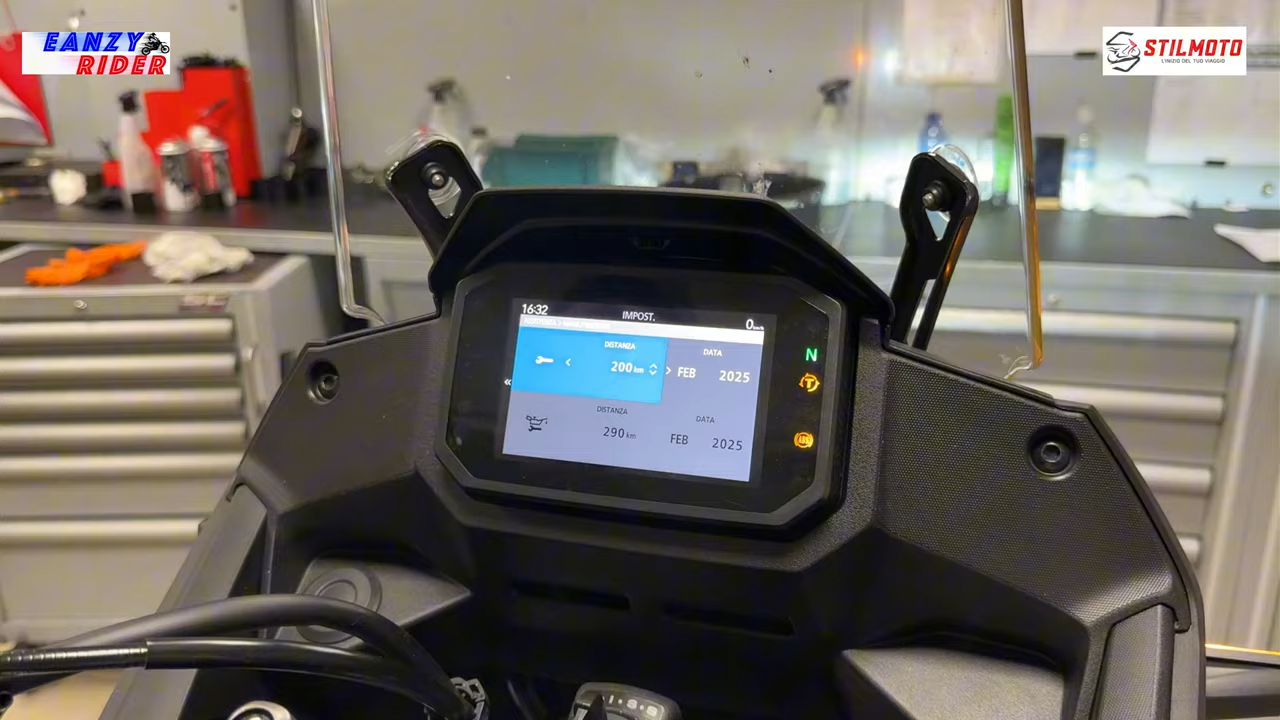 EANZY
RIDER
STILMOTO
L'INIZIO DEL TUO VIAGGIO
16:32
IMPOST.
0
DISTANZA
DATA
200 km
FEB 2025
DISTANZA
DATA
290 km
FEB 2025
N
T
ABS